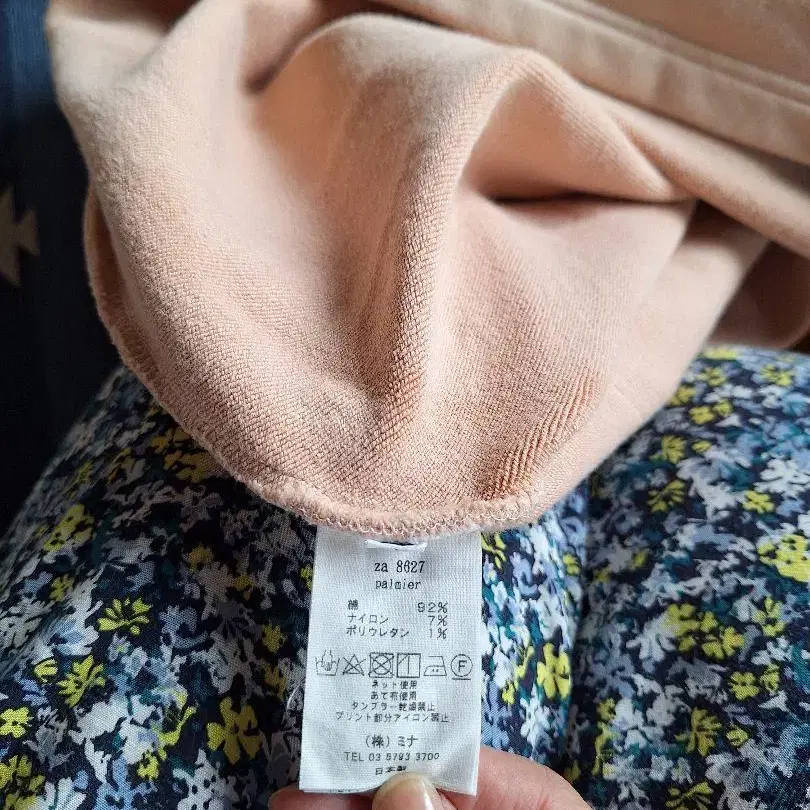 za 8627
palmier
綿 92%
ナイロン 7%
ポリウレタン 1%
F
ネット使用
あて布使用
タンブラー乾燥禁止
プリント部分アイロン禁止
(株)ミナ
TEL 03 5793 3700
日本製